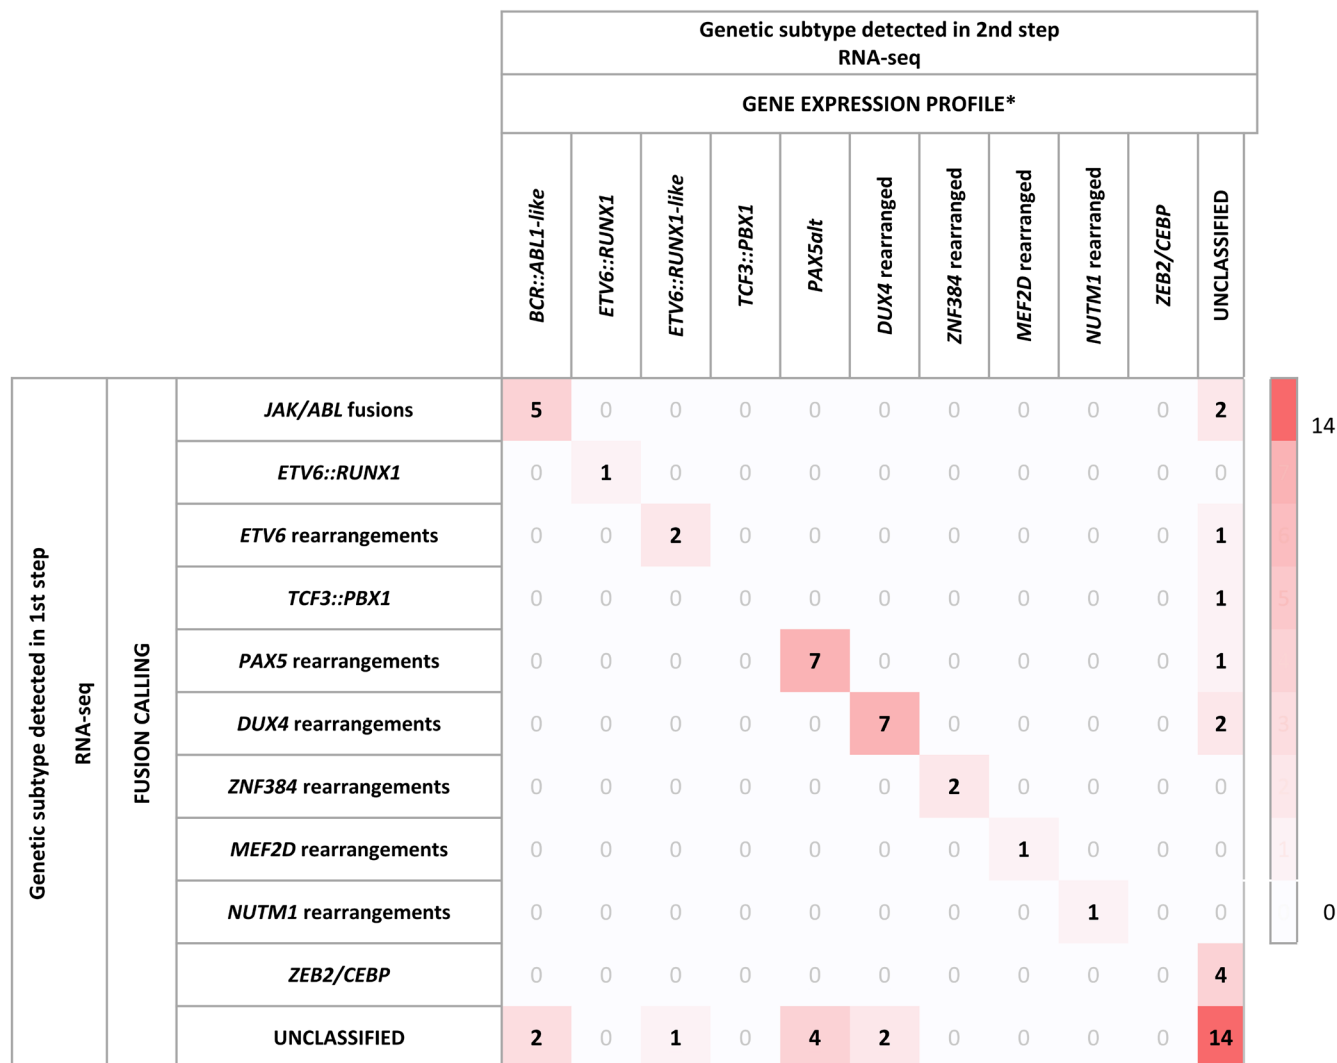 Genetic subtype detected in 2nd step
RNA-seq
GENE EXPRESSION PROFILE*
BCR::ABL1-like
ETV6::RUNX1
ETV6::RUNX1-like
TCF3::PBX1
PAX5alt
DUX4 rearranged
ZNF384 rearranged
MEF2D rearranged
NUTM1 rearranged
ZEB2/CEBP
UNCLASSIFIED
Genetic subtype detected in 1st step
RNA-seq
FUSION CALLING
JAK/ABL fusions 5 0 0 0 0 0 0 0 0 0 2
ETV6::RUNX1 0 1 0 0 0 0 0 0 0 0 0
ETV6 rearrangements 0 0 2 0 0 0 0 0 0 0 1
TCF3::PBX1 0 0 0 0 0 0 0 0 0 0 1
PAX5 rearrangements 0 0 0 0 7 0 0 0 0 0 1
DUX4 rearrangements 0 0 0 0 0 7 0 0 0 0 2
ZNF384 rearrangements 0 0 0 0 0 0 2 0 0 0 0
MEF2D rearrangements 0 0 0 0 0 0 0 1 0 0 0
NUTM1 rearrangements 0 0 0 0 0 0 0 0 1 0 0
ZEB2/CEBP 0 0 0 0 0 0 0 0 0 0 4
UNCLASSIFIED 2 0 1 0 4 2 0 0 0 0 14
14
5
3
2
1
0